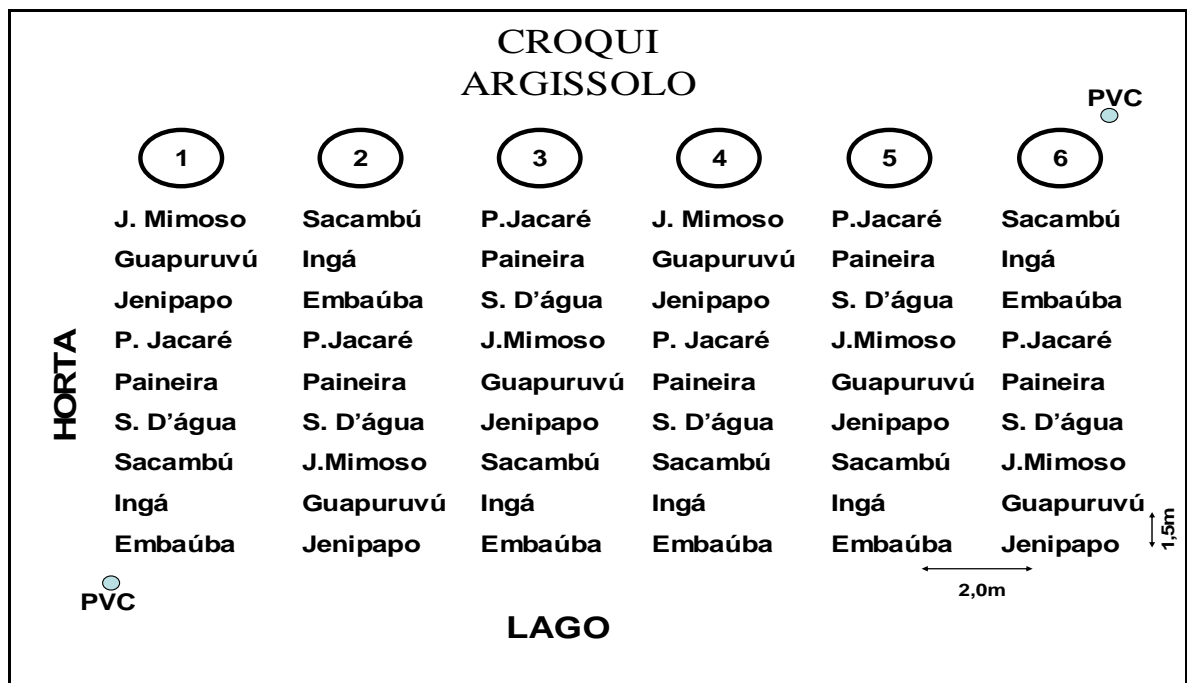 CROQUI
ARGISSOLO
PVC
1 2 3 4 5 6
J. Mimoso Sacambú P.Jacaré J. Mimoso P.Jacaré Sacambú
Guapuruvú Ingá Paineira Guapuruvú Paineira Ingá
Jenipapo Embaúba S. D’água Jenipapo S. D’água Embaúba
P. Jacaré P.Jacaré J.Mimoso P. Jacaré J.Mimoso P.Jacaré
Paineira Paineira Guapuruvú Paineira Guapuruvú Paineira
S. D’água S. D’água Jenipapo S. D’água Jenipapo S. D’água
Sacambú J.Mimoso Sacambú Sacambú Sacambú J.Mimoso
Ingá Guapuruvú Ingá Ingá Ingá Guapuruvú
Embaúba Jenipapo Embaúba Embaúba Embaúba Jenipapo
HORTA
1,5m
2,0m
PVC
LAGO